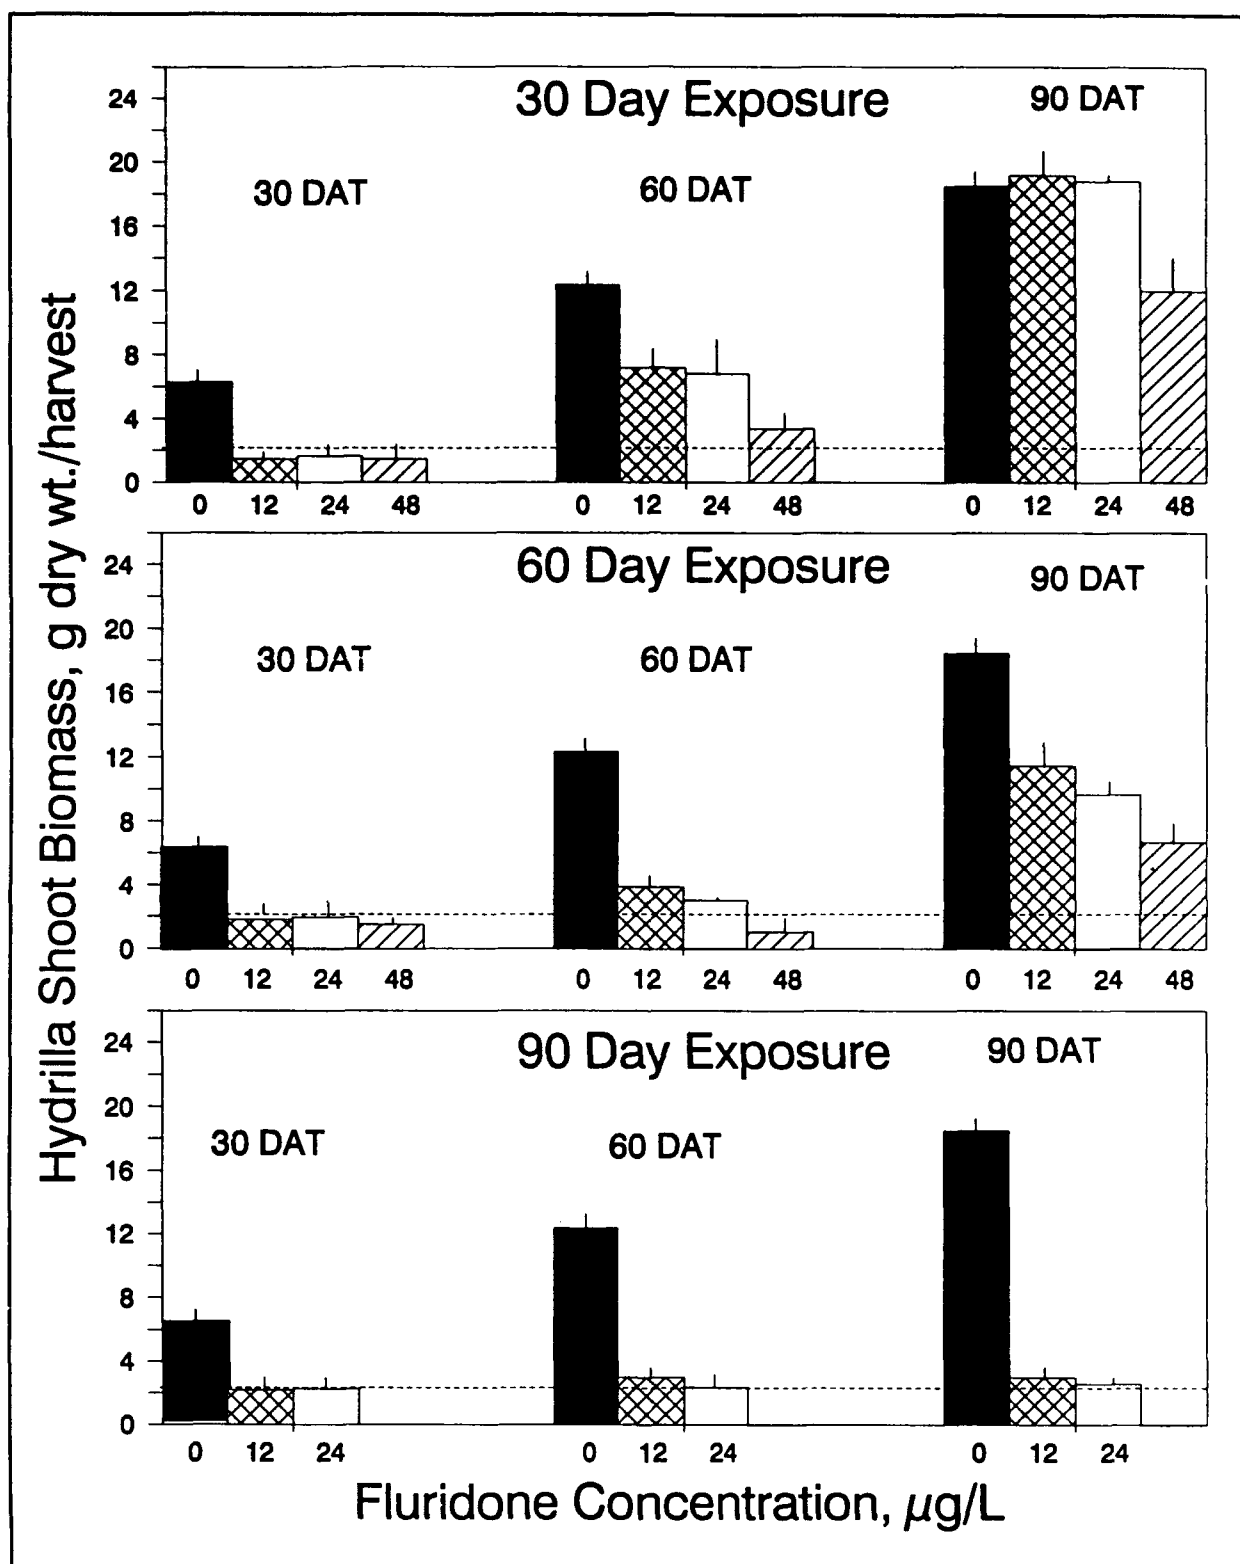 Hydrilla Shoot Biomass, g dry wt./harvest
30 Day Exposure
90 DAT
30 DAT
60 DAT
24
20
16
12
8
4
0
0 12 24 48 0 12 24 48 0 12 24 48
60 Day Exposure
90 DAT
30 DAT
60 DAT
24
20
16
12
8
4
0
0 12 24 48 0 12 24 48 0 12 24 48
90 Day Exposure
90 DAT
30 DAT
60 DAT
24
20
16
12
8
4
0
0 12 24 0 12 24 0 12 24
Fluridone Concentration, μg/L